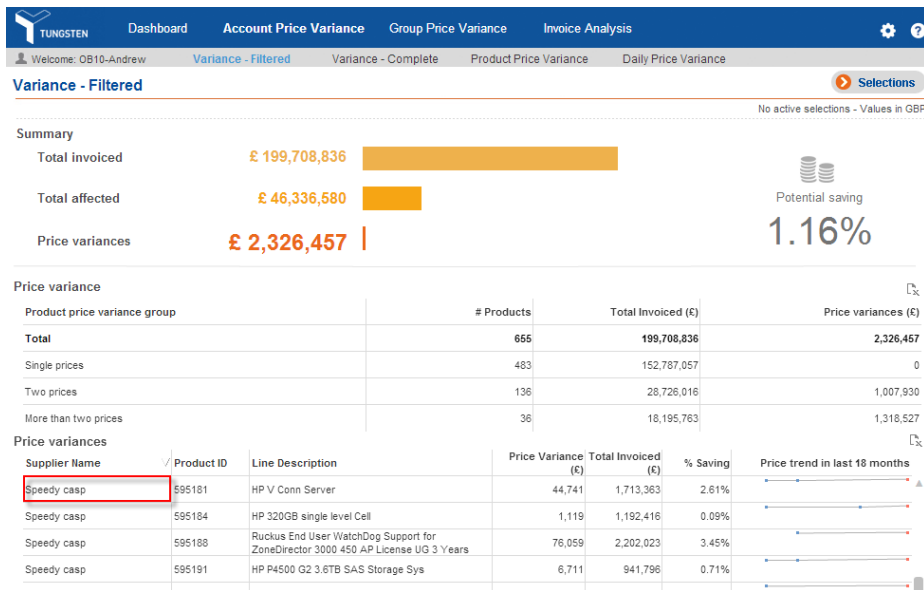 TUNGSTEN Dashboard Account Price Variance Group Price Variance Invoice Analysis ?
Welcome: OB10-Andrew Variance - Filtered Variance - Complete Product Price Variance Daily Price Variance
Variance - Filtered Selections
No active selections - Values in GBP
Summary
Total invoiced £ 199,708,836
Total affected £ 46,336,580
Potential saving
Price variances £ 2,326,457 1.16%
Price variance
Product price variance group # Products Total Invoiced (£) Price variances (£)
Total 655 199,708,836 2,326,457
Single prices 483 152,787,057 0
Two prices 136 28,726,016 1,007,930
More than two prices 36 18,195,763 1,318,527
Price variances
Supplier Name Product ID Line Description Price Variance (£) Total Invoiced (£) % Saving Price trend in last 18 months
Speedy casp 595181 HP V Conn Server 44,741 1,713,363 2.61%
Speedy casp 595184 HP 320GB single level Cell 1,119 1,192,416 0.09%
Speedy casp 595188 Ruckus End User WatchDog Support for ZoneDirector 3000 450 AP License UG 3 Years 76,059 2,202,023 3.45%
Speedy casp 595191 HP P4500 G2 3.6TB SAS Storage Sys 6,711 941,796 0.71%